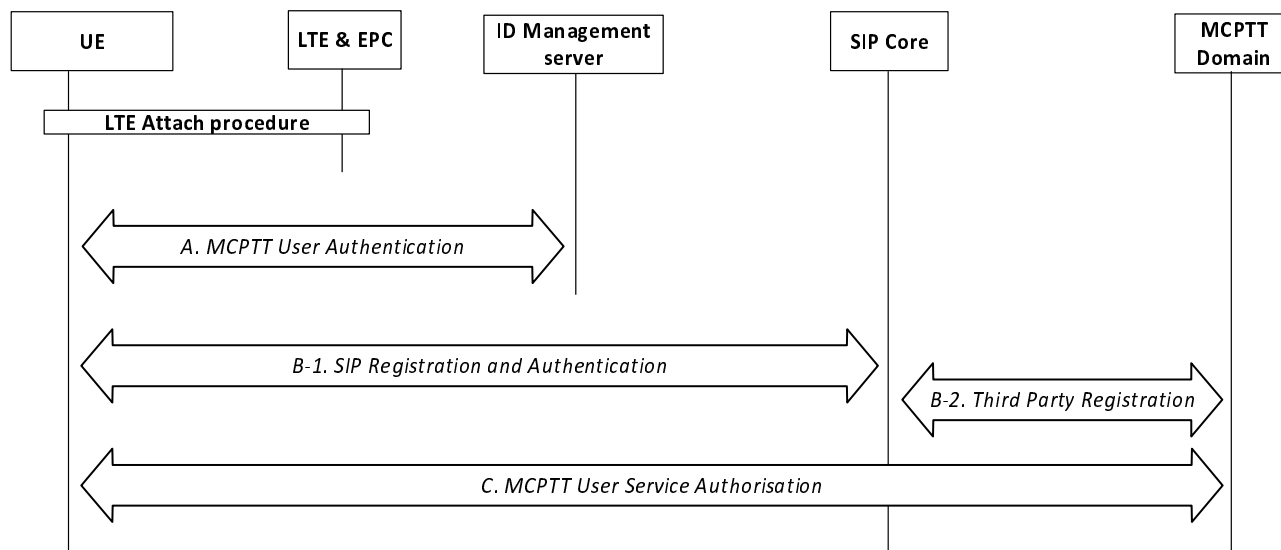 UE
LTE & EPC
ID Management
server
SIP Core
MCPTT
Domain
LTE Attach procedure
A. MCPTT User Authentication
B-1. SIP Registration and Authentication
B-2. Third Party Registration
C. MCPTT User Service Authorisation